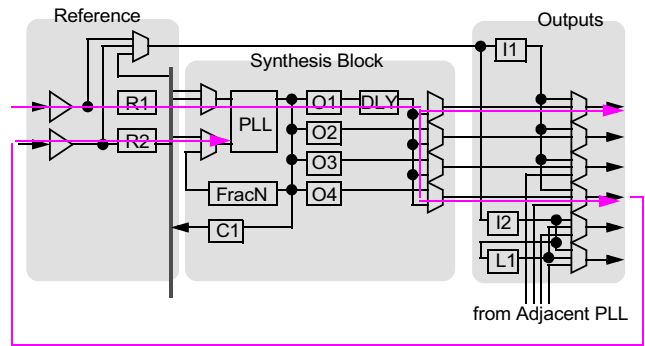 Reference
Outputs
Synthesis Block
I1
R1
PLL
O1
DLY
O2
R2
O3
FracN
O4
C1
I2
L1
from Adjacent PLL